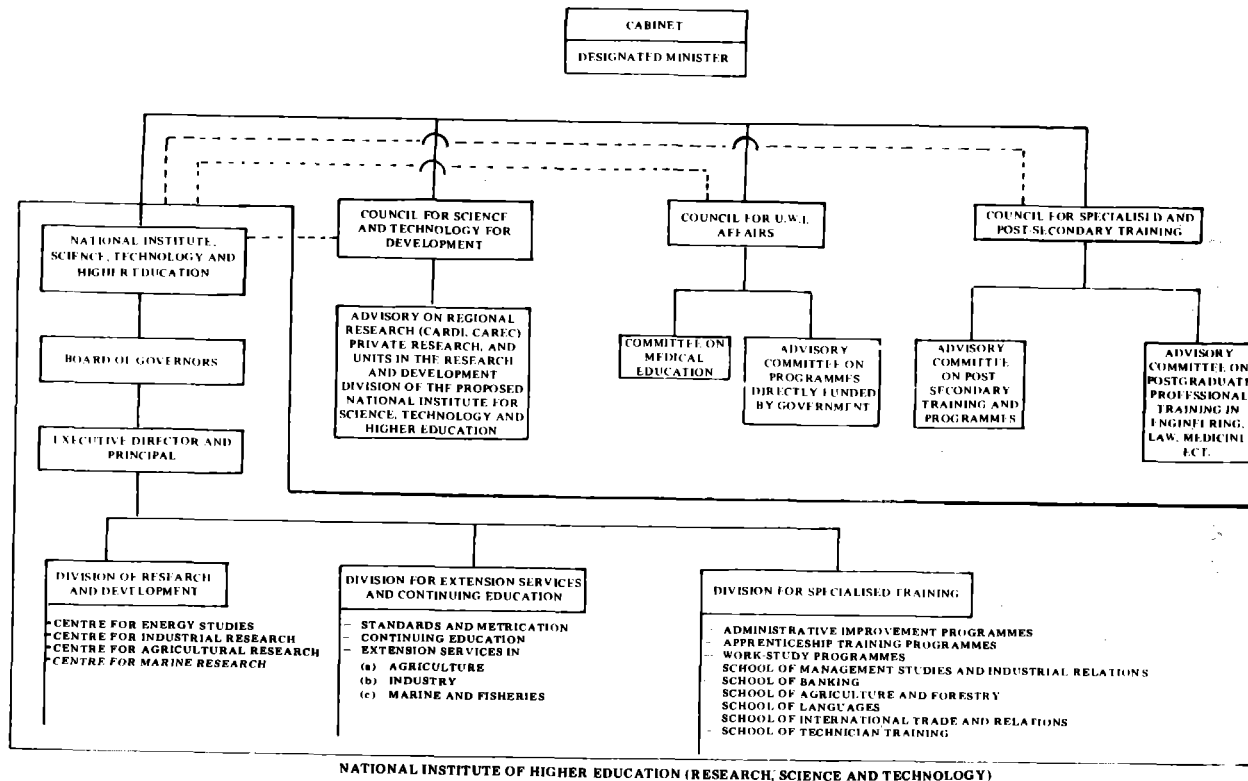 CABINET
DESIGNATED MINISTER
NATIONAL INSTITUTE,
SCIENCE, TECHNOLOGY AND
HIGHER EDUCATION
COUNCIL FOR SCIENCE
AND TECHNOLOGY FOR
DEVELOPMENT
COUNCIL FOR U.W.I.
AFFAIRS
COUNCIL FOR SPECIALISED AND
POST-SECONDARY TRAINING
BOARD OF GOVERNORS
EXECUTIVE DIRECTOR AND
PRINCIPAL
ADVISORY ON REGIONAL
RESEARCH (CARDI, CAREC)
PRIVATE RESEARCH, AND
UNITS IN THE RESEARCH
AND DEVELOPMENT
DIVISION OF THE PROPOSED
NATIONAL INSTITUTE FOR
SCIENCE, TECHNOLOGY AND
HIGHER EDUCATION
COMMITTEE ON
MEDICAL
EDUCATION
ADVISORY
COMMITTEE ON
PROGRAMMES
DIRECTLY FUNDED
BY GOVERNMENT
ADVISORY
COMMITTEE
ON POST
SECONDARY
TRAINING AND
PROGRAMMES
ADVISORY
COMMITTEE ON
POSTGRADUATE
PROFESSIONAL
TRAINING IN
ENGINEERING,
LAW, MEDICINE
ECT.
DIVISION OF RESEARCH
AND DEVELOPMENT
CENTRE FOR ENERGY STUDIES
CENTRE FOR INDUSTRIAL RESEARCH
CENTRE FOR AGRICULTURAL RESEARCH
CENTRE FOR MARINE RESEARCH
DIVISION FOR EXTENSION SERVICES
AND CONTINUING EDUCATION
– STANDARDS AND METRICATION
– CONTINUING EDUCATION
– EXTENSION SERVICES IN
(a) AGRICULTURE
(b) INDUSTRY
(c) MARINE AND FISHERIES
DIVISION FOR SPECIALISED TRAINING
– ADMINISTRATIVE IMPROVEMENT PROGRAMMES
– APPRENTICESHIP TRAINING PROGRAMMES
– WORK-STUDY PROGRAMMES
SCHOOL OF MANAGEMENT STUDIES AND INDUSTRIAL RELATIONS
– SCHOOL OF BANKING
– SCHOOL OF AGRICULTURE AND FORESTRY
– SCHOOL OF LANGUAGES
SCHOOL OF INTERNATIONAL TRADE AND RELATIONS
– SCHOOL OF TECHNICIAN TRAINING
NATIONAL INSTITUTE OF HIGHER EDUCATION (RESEARCH, SCIENCE AND TECHNOLOGY)